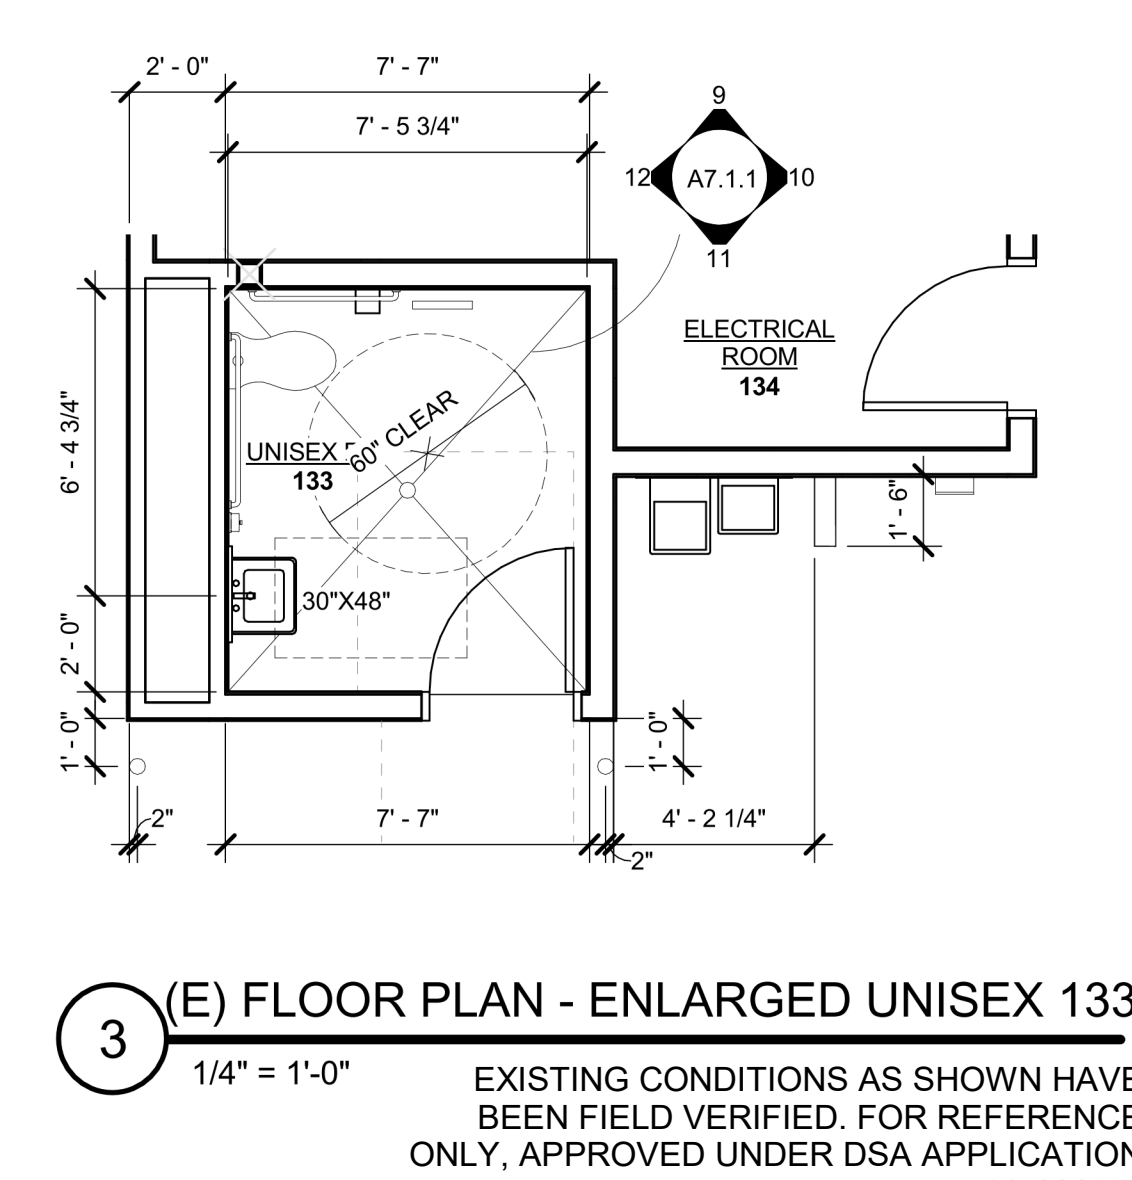 2' - 0"
7' - 7"
7' - 5 3/4"
9
12
A7.1.1
10
11
ELECTRICAL
ROOM
134
6' - 4 3/4"
60" CLEAR
UNISEX
133
1' - 6"
30"X48"
2' - 0"
1' - 0"
1' - 0"
2"
7' - 7"
4' - 2 1/4"
2"
3
(E) FLOOR PLAN - ENLARGED UNISEX 133
1/4" = 1'-0"
EXISTING CONDITIONS AS SHOWN HAVE
BEEN FIELD VERIFIED. FOR REFERENCE
ONLY, APPROVED UNDER DSA APPLICATION